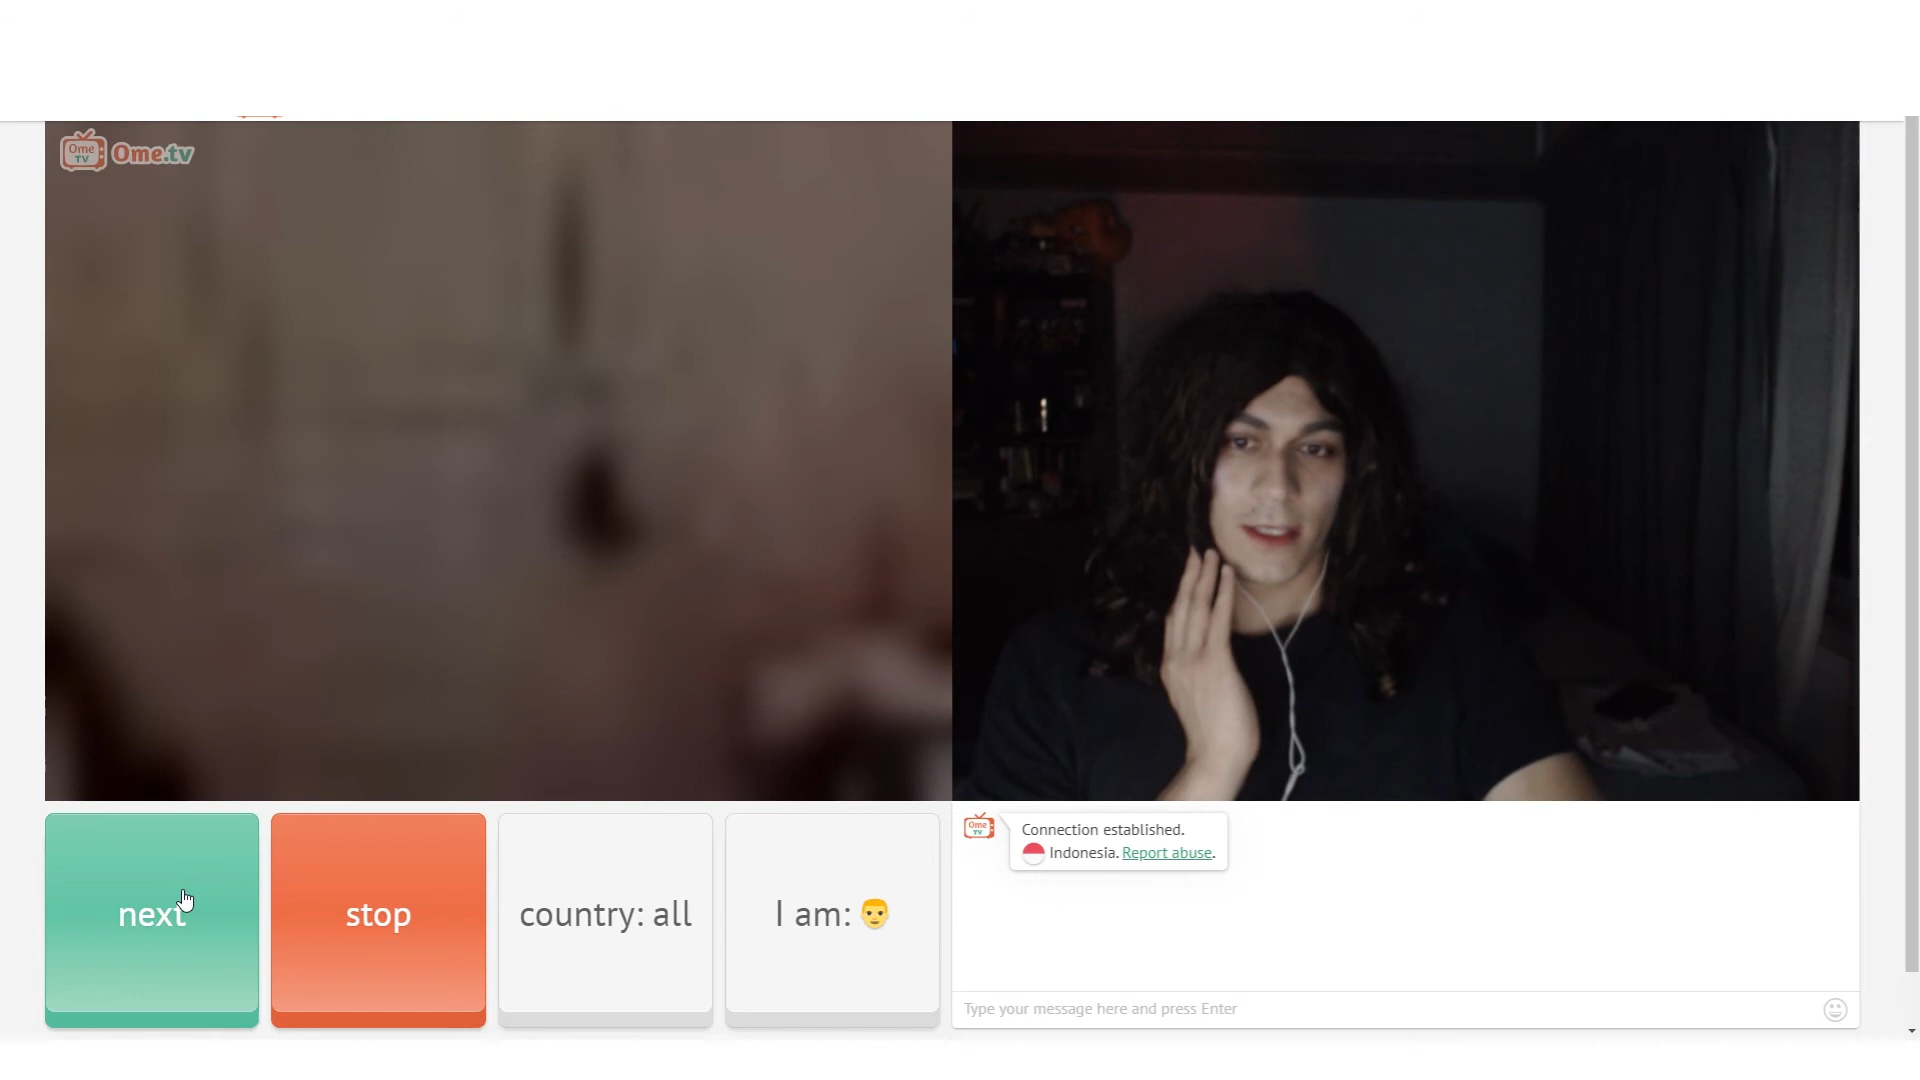 Ome
TV
Ome.tv
next
stop
country: all
I am:
Ome
TV
Connection established.
Indonesia. Report abuse.
Type your message here and press Enter